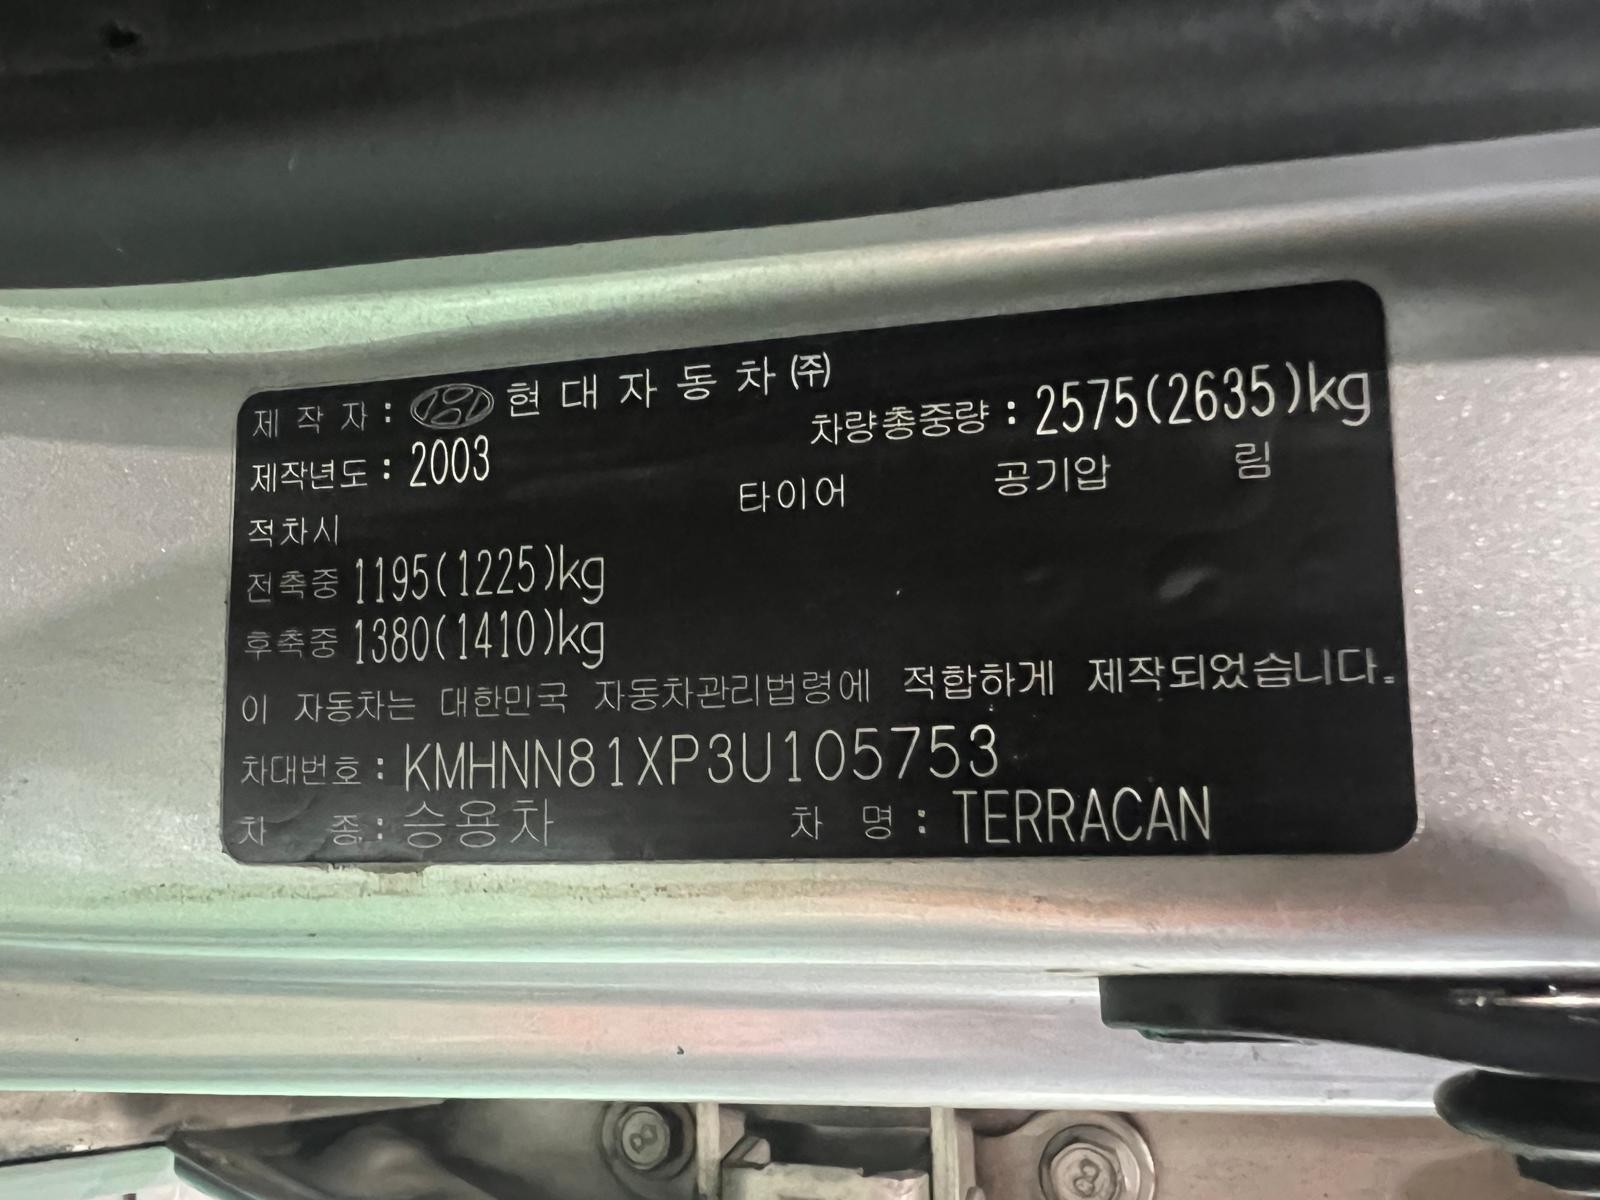 제 작 자 : 현 대 자 동 차 ㈜
차량총중량 : 2575(2635)kg
제작년도 : 2003
타이어 공기압 림
적차시
전축중 1195(1225)kg
후축중 1380(1410)kg
이 자동차는 대한민국 자동차관리법령에 적합하게 제작되었습니다.
차대번호 : KMHNN81XP3U105753
차 종 : 승용차 차 명 : TERRACAN
8
8